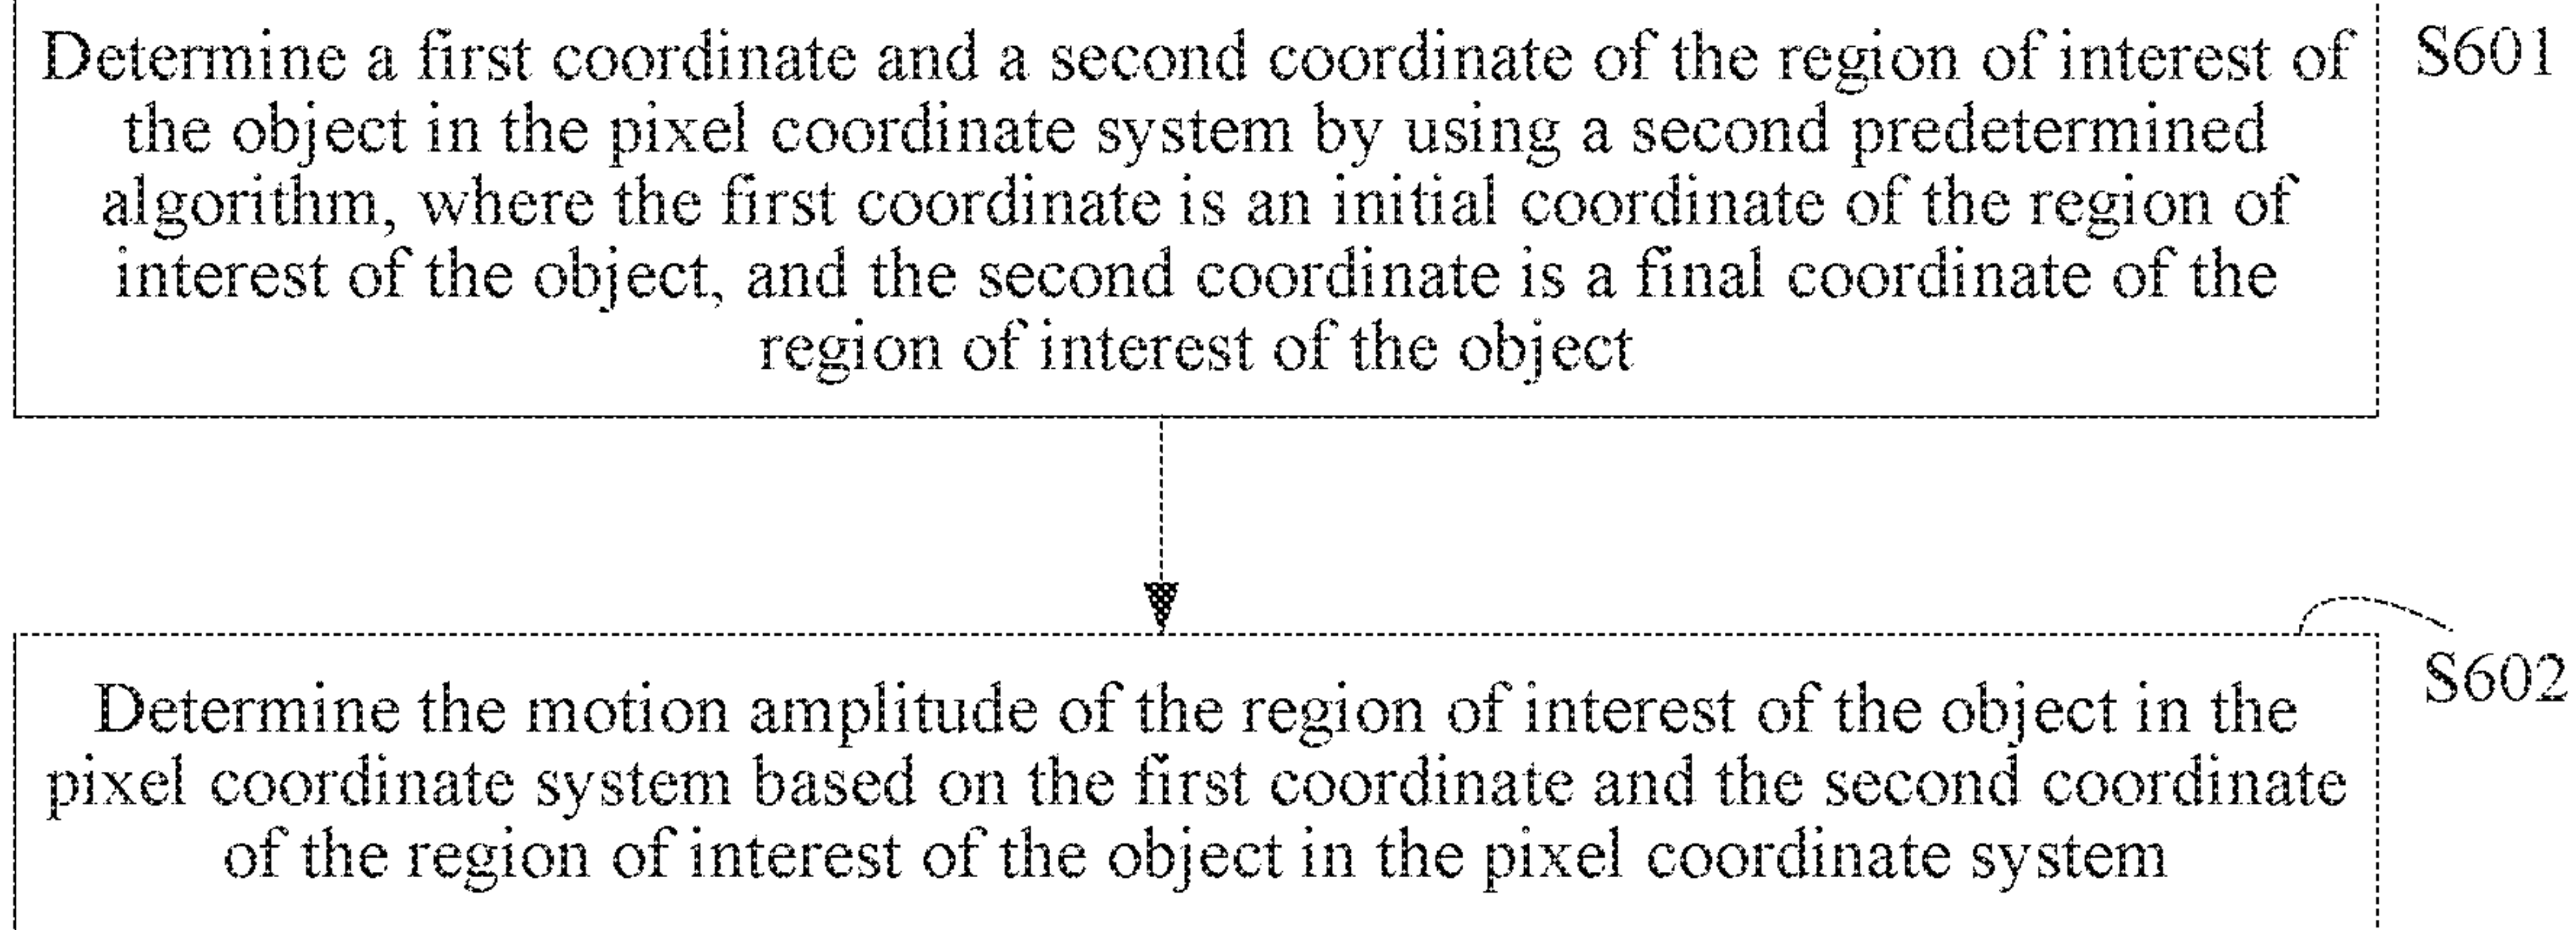 Determine a first coordinate and a second coordinate of the region of interest of
the object in the pixel coordinate system by using a second predetermined
algorithm, where the first coordinate is an initial coordinate of the region of
interest of the object, and the second coordinate is a final coordinate of the
region of interest of the object
S601
Determine the motion amplitude of the region of interest of the object in the
pixel coordinate system based on the first coordinate and the second coordinate
of the region of interest of the object in the pixel coordinate system
S602